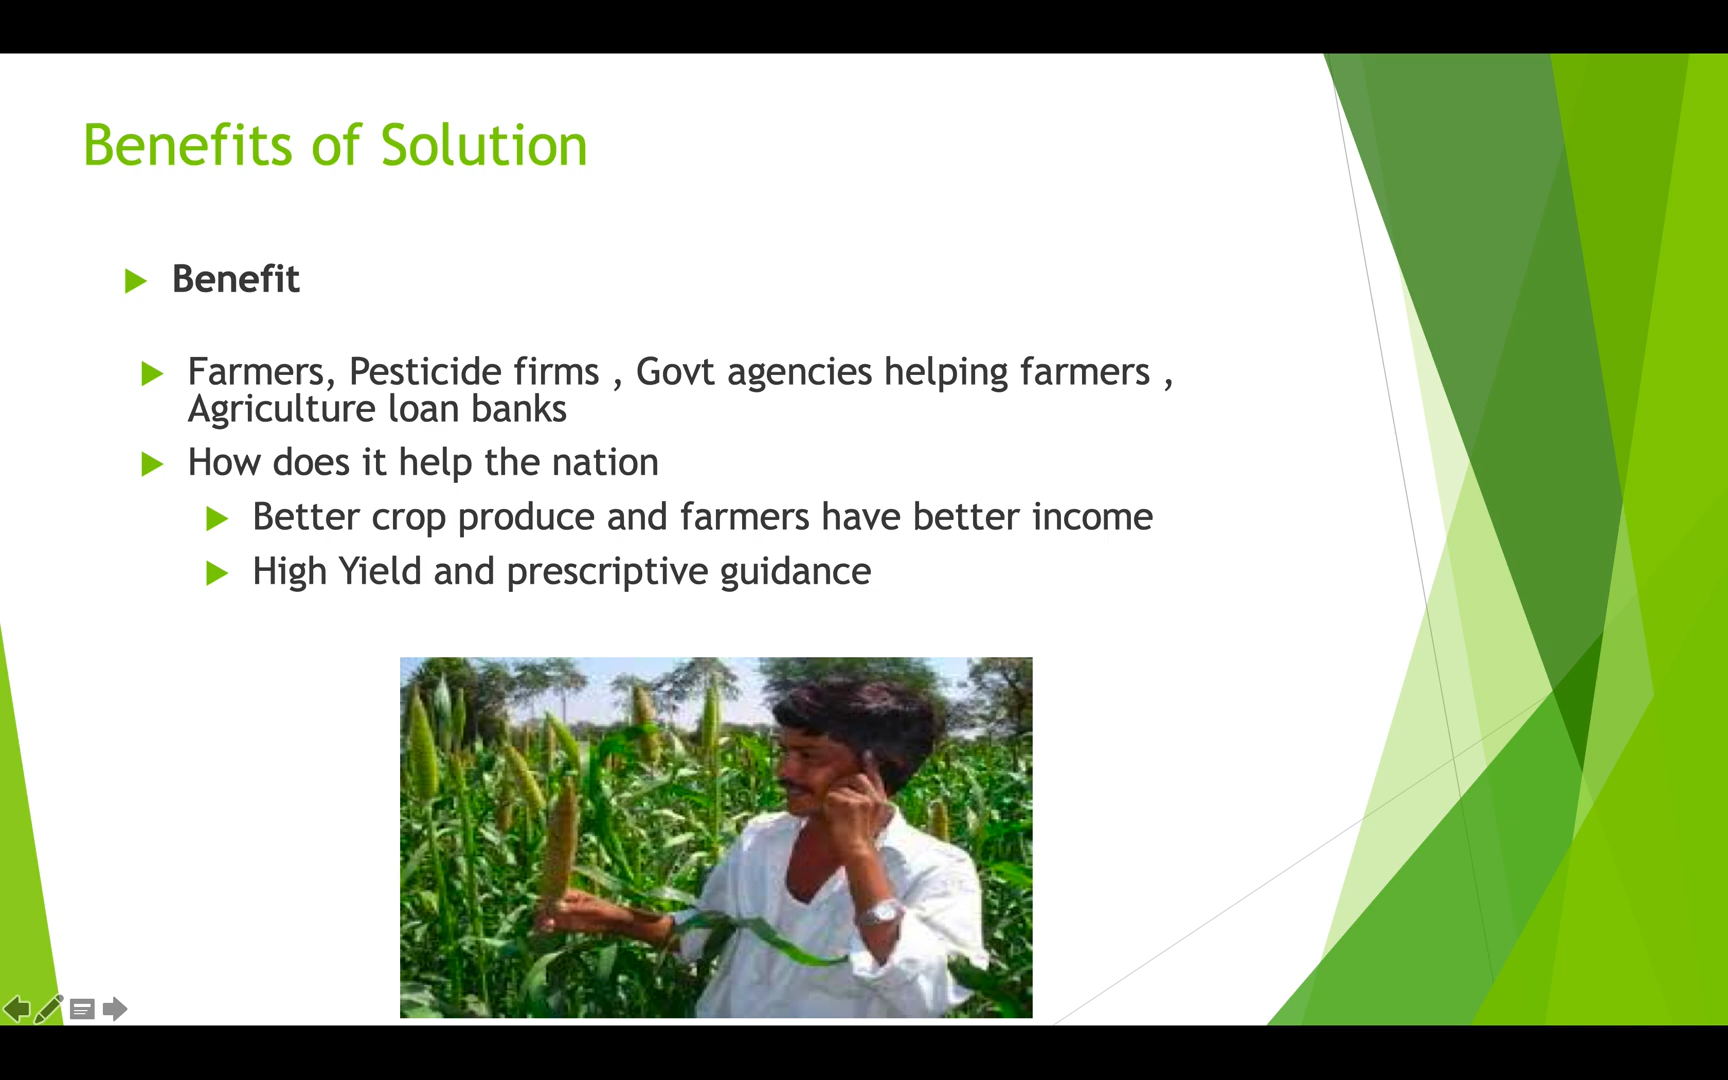 Benefits of Solution
Benefit
Farmers, Pesticide firms , Govt agencies helping farmers ,
Agriculture loan banks
How does it help the nation
Better crop produce and farmers have better income
High Yield and prescriptive guidance